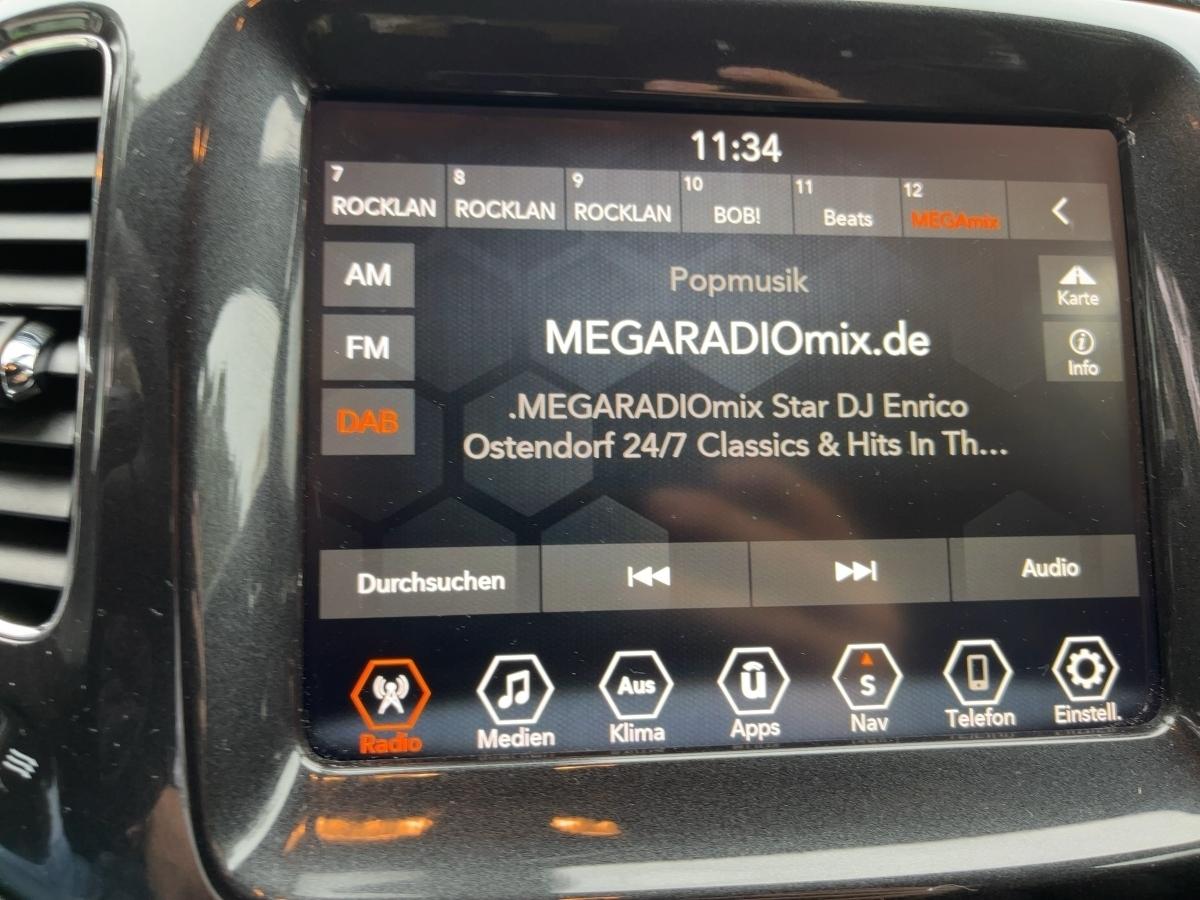 11:34
7 8 9 10 11 12
ROCKLAN ROCKLAN ROCKLAN BOB! Beats MEGAmix
AM
FM
DAB
Popmusik
MEGARADIOmix.de
.MEGARADIOmix Star DJ Enrico
Ostendorf 24/7 Classics & Hits In Th...
Karte
i
Info
Durchsuchen Audio
Aus ū S
Radio Medien Klima Apps Nav Telefon Einstell.